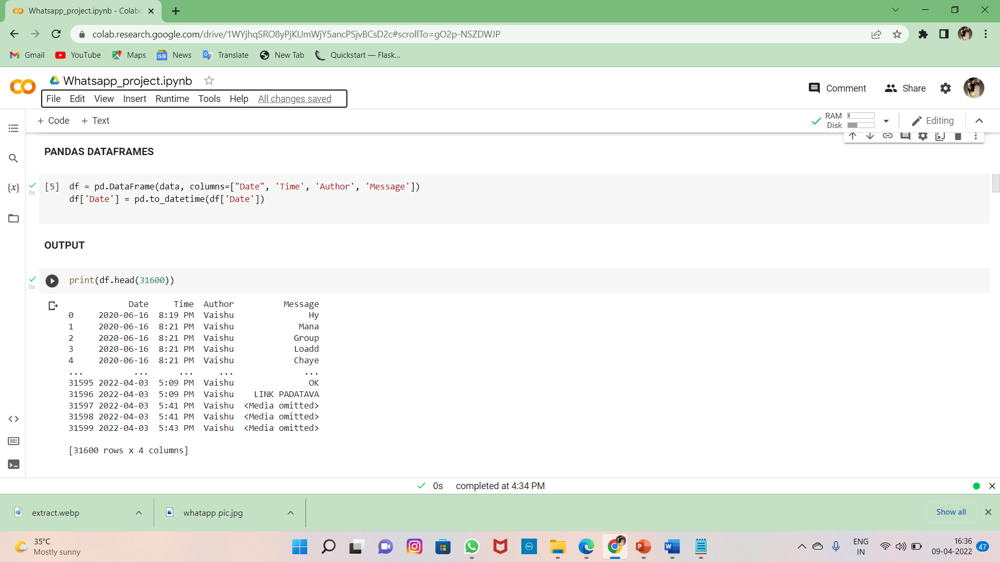 Whatsapp_project.ipynb - Colabo
colab.research.google.com/drive/1WYjhqSRO8yPjKUmWjY5ancPSjvBCsD2c#scrollTo=gO2p-NSZDWJP
Gmail YouTube Maps News Translate New Tab Quickstart — Flask...
Whatsapp_project.ipynb
Comment Share
File Edit View Insert Runtime Tools Help All changes saved
+ Code + Text
RAM
Disk
Editing
PANDAS DATAFRAMES
{x}
0s
[5] df = pd.DataFrame(data, columns=["Date", 'Time', 'Author', 'Message'])
df['Date'] = pd.to_datetime(df['Date'])
OUTPUT
0s
print(df.head(31600))
Date Time Author Message
0 2020-06-16 8:19 PM Vaishu Hy
1 2020-06-16 8:21 PM Vaishu Mana
2 2020-06-16 8:21 PM Vaishu Group
3 2020-06-16 8:21 PM Vaishu Loadd
4 2020-06-16 8:21 PM Vaishu Chaye
... ... ... ... ...
31595 2022-04-03 5:09 PM Vaishu OK
31596 2022-04-03 5:09 PM Vaishu LINK PADATAVA
31597 2022-04-03 5:41 PM Vaishu <Media omitted>
31598 2022-04-03 5:41 PM Vaishu <Media omitted>
31599 2022-04-03 5:43 PM Vaishu <Media omitted>
[31600 rows x 4 columns]
0s completed at 4:34 PM
extract.webp whatapp pic.jpg Show all
35°C
Mostly sunny
ENG
IN
16:36
09-04-2022
47